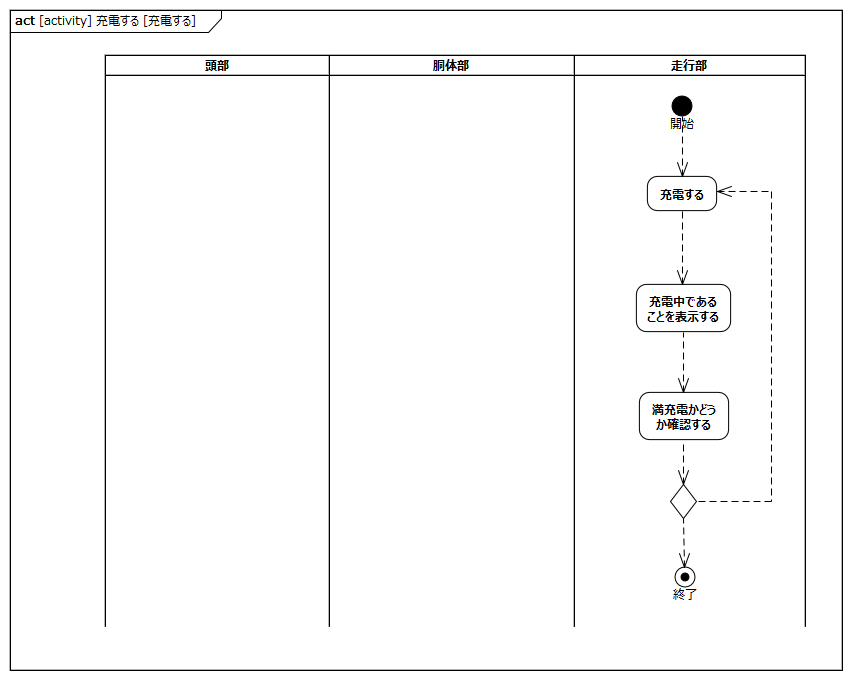 act [activity] 充電する [充電する]
頭部
胴体部
走行部
開始
充電する
充電中である
ことを表示する
満充電かどう
か確認する
終了